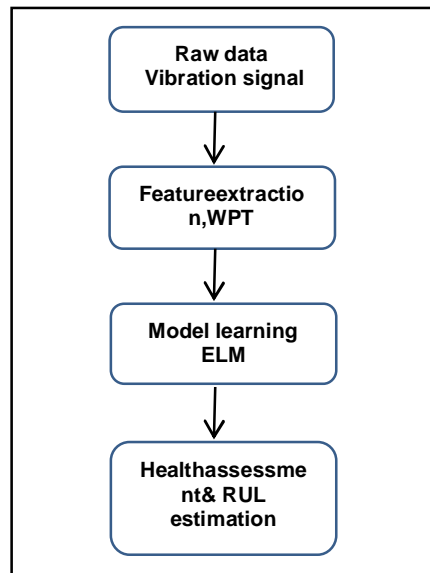 Raw data
Vibration signal
Featureextractio
n,WPT
Model learning
ELM
Healthassessme
nt& RUL
estimation